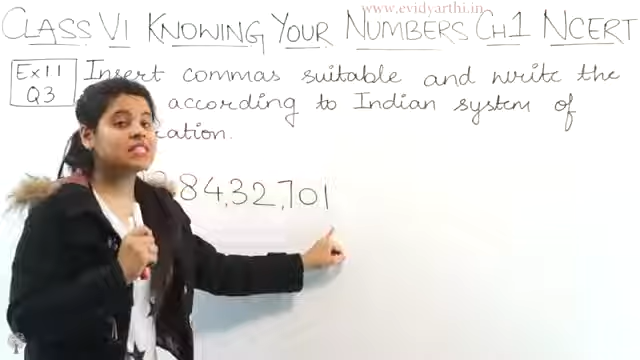 www.evidyarthi.in
CLASS VI KNOWING YOUR NUMBERS CH1 NCERT
Ex 1.1
Q3
Insert commas suitable and write the
according to Indian system of
ration.
84,32,701